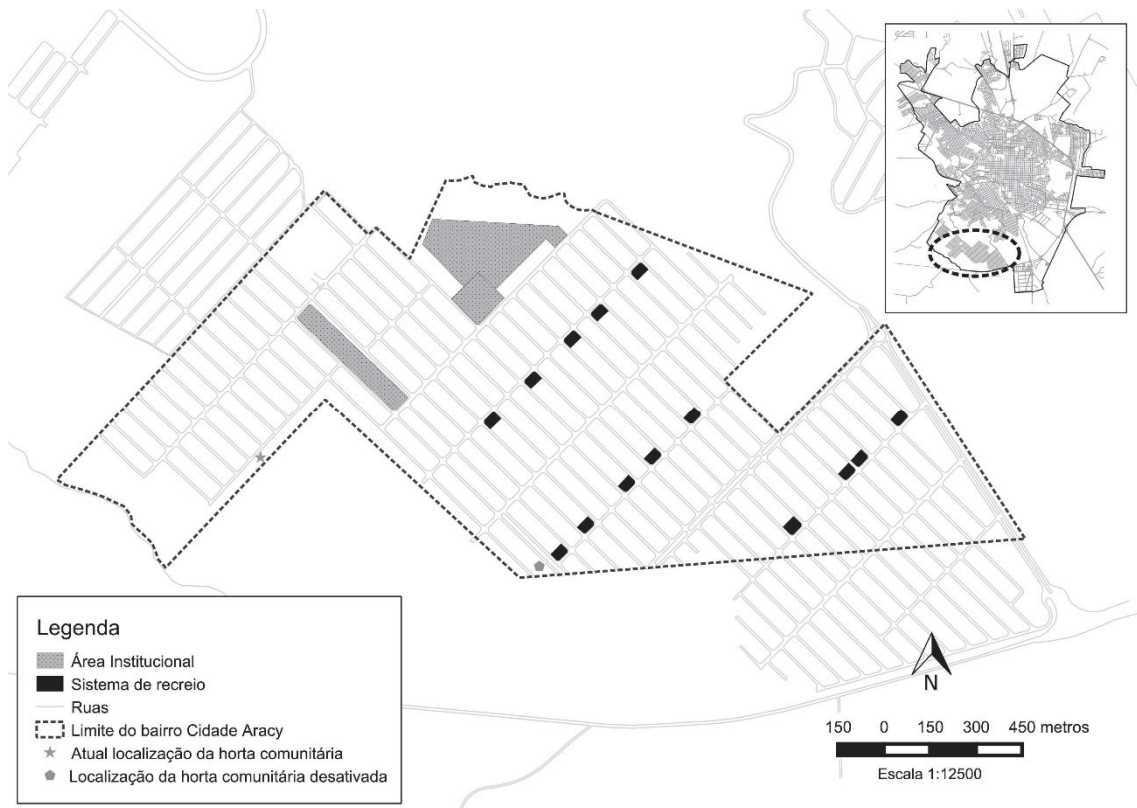 Legenda
Área Institucional
Sistema de recreio
Ruas
Limite do bairro Cidade Aracy
Atual localização da horta comunitária
Localização da horta comunitária desativada
N
150 0 150 300 450 metros
Escala 1:12500